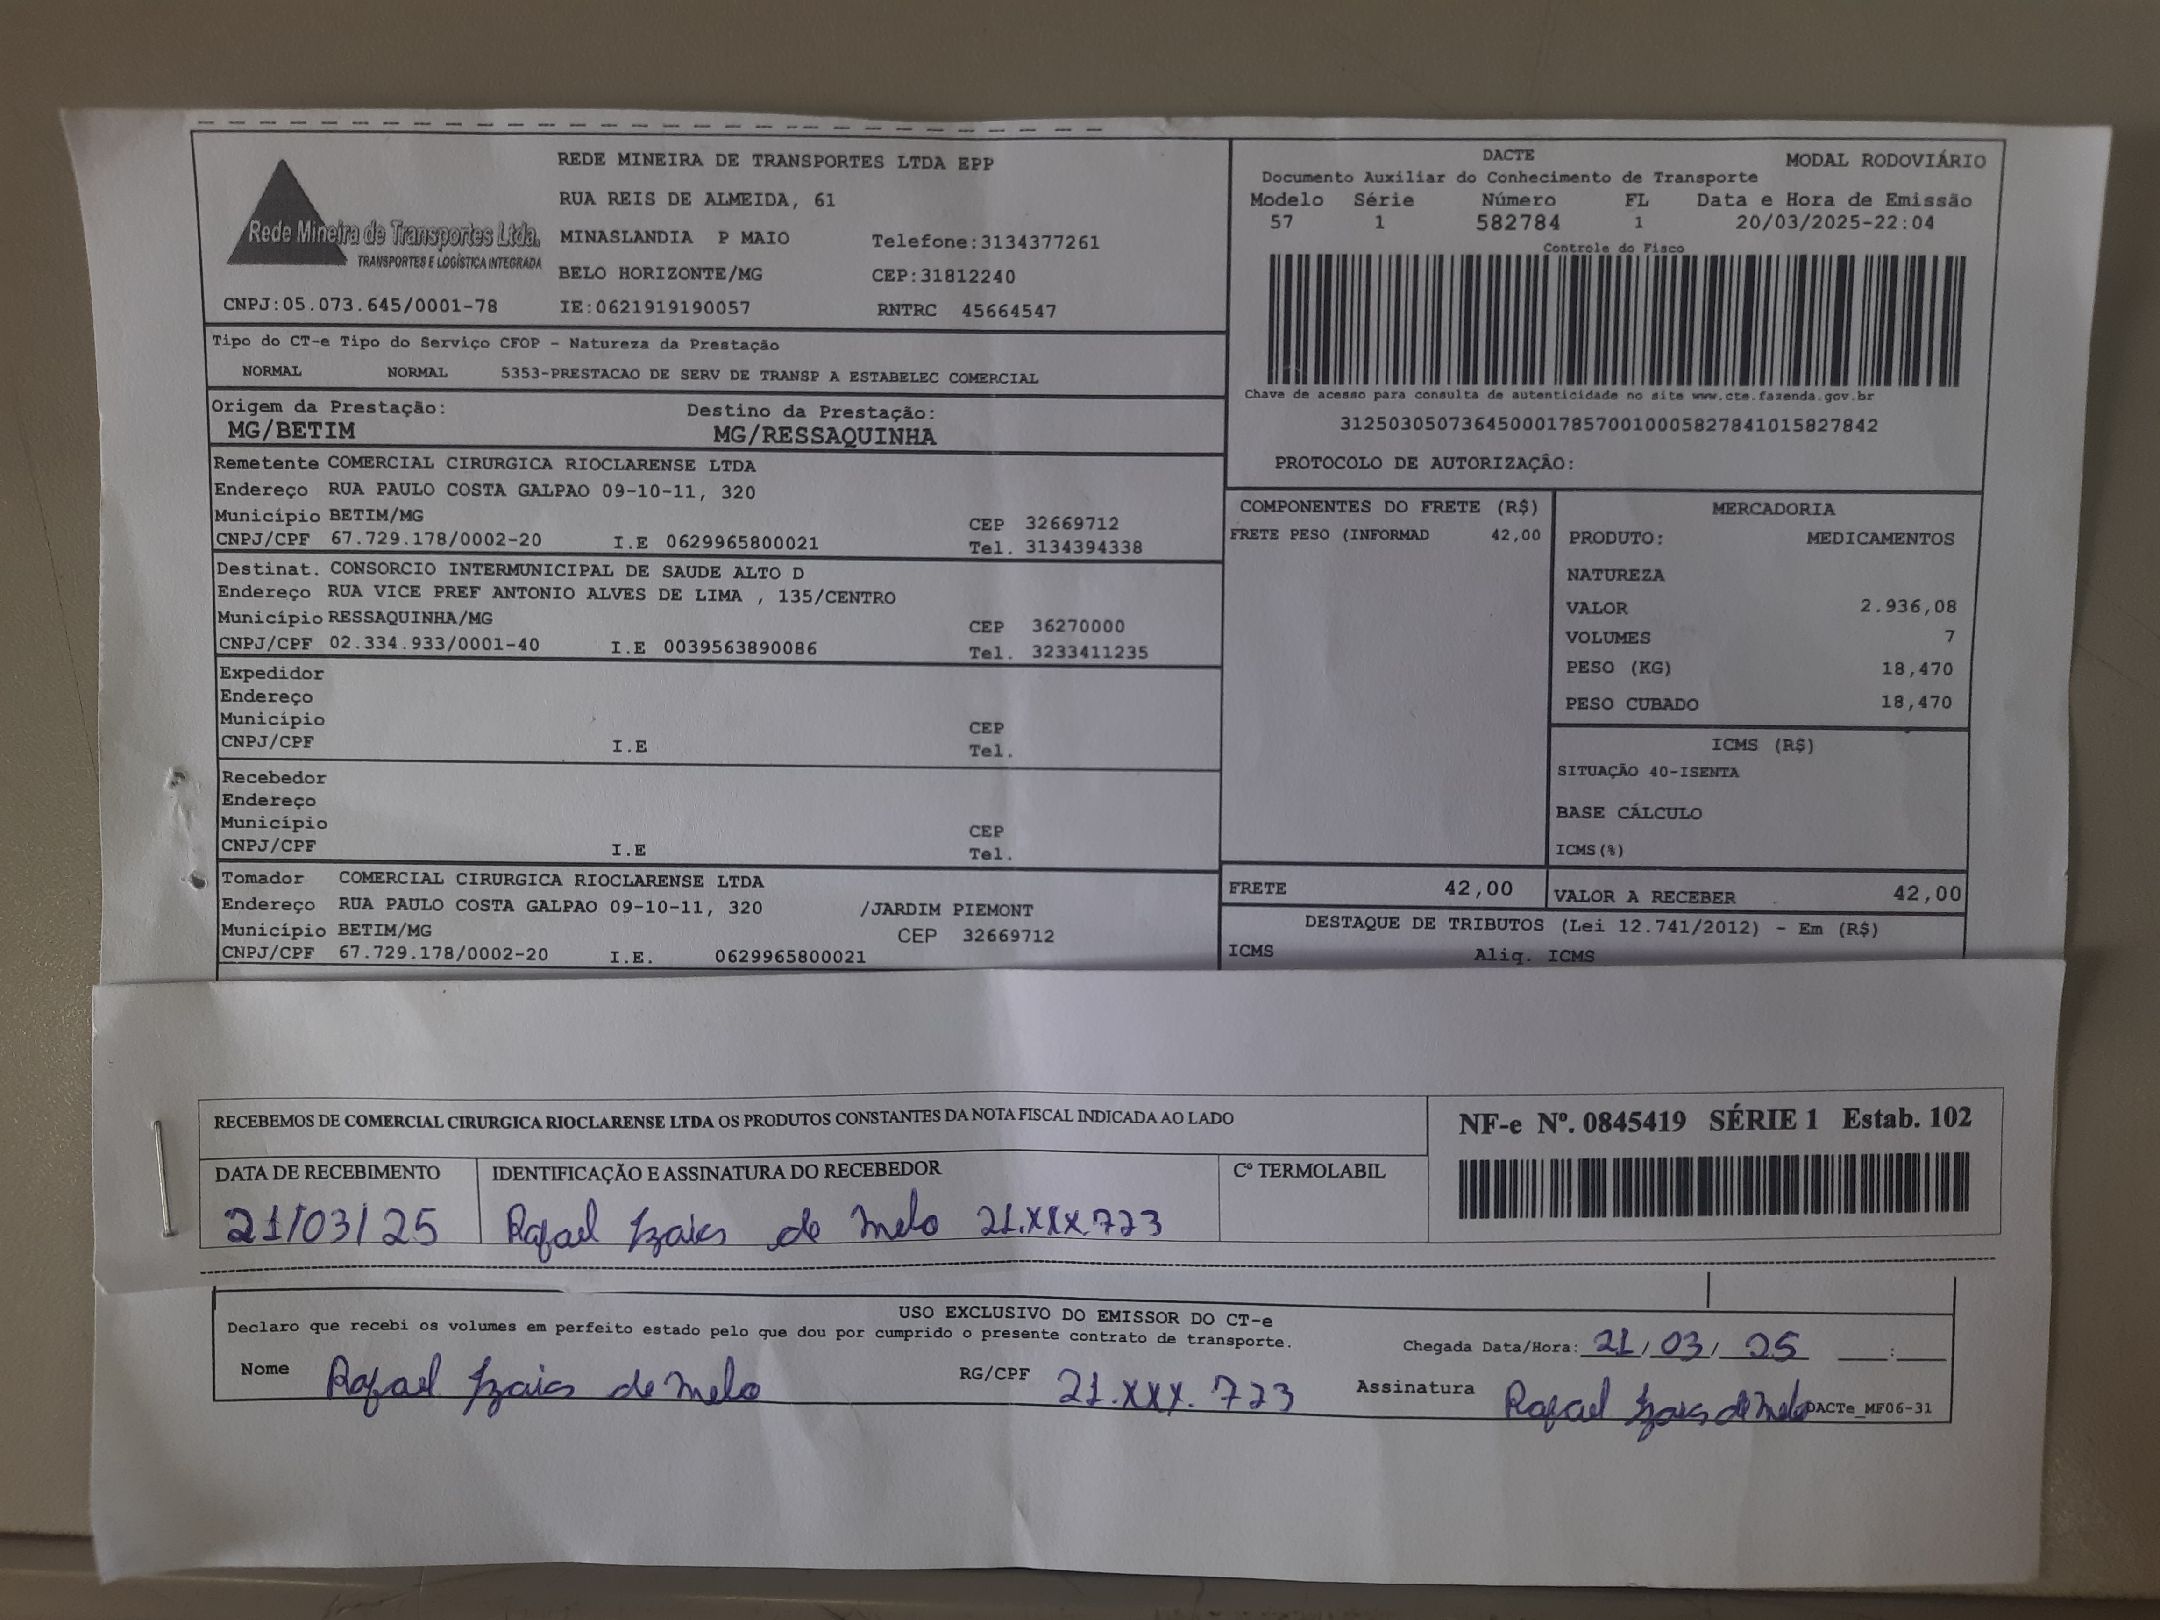 REDE MINEIRA DE TRANSPORTES LTDA EPP
RUA REIS DE ALMEIDA, 61
Rede Mineira de Transportes Ltda.
TRANSPORTES E LOGÍSTICA INTEGRADA
MINASLANDIA P MAIO Telefone:3134377261
BELO HORIZONTE/MG CEP:31812240
CNPJ:05.073.645/0001-78 IE:0621919190057 RNTRC 45664547
DACTE MODAL RODOVIÁRIO
Documento Auxiliar do Conhecimento de Transporte
Modelo Série Número FL Data e Hora de Emissão
57 1 582784 1 20/03/2025-22:04
Controle do Fisco
Chave de acesso para consulta de autenticidade no site www.cte.fazenda.gov.br
31250305073645000178570010005827841015827842
PROTOCOLO DE AUTORIZAÇÂO:
Tipo do CT-e Tipo do Serviço CFOP - Natureza da Prestação
NORMAL NORMAL 5353-PRESTACAO DE SERV DE TRANSP A ESTABELEC COMERCIAL
Origem da Prestação: Destino da Prestação:
MG/BETIM MG/RESSAQUINHA
Remetente COMERCIAL CIRURGICA RIOCLARENSE LTDA
Endereço RUA PAULO COSTA GALPAO 09-10-11, 320
Município BETIM/MG CEP 32669712
CNPJ/CPF 67.729.178/0002-20 I.E 0629965800021 Tel. 3134394338
Destinat. CONSORCIO INTERMUNICIPAL DE SAUDE ALTO D
Endereço RUA VICE PREF ANTONIO ALVES DE LIMA , 135/CENTRO
Município RESSAQUINHA/MG CEP 36270000
CNPJ/CPF 02.334.933/0001-40 I.E 0039563890086 Tel. 3233411235
Expedidor
Endereço
Município CEP
CNPJ/CPF I.E Tel.
Recebedor
Endereço
Município CEP
CNPJ/CPF I.E Tel.
Tomador COMERCIAL CIRURGICA RIOCLARENSE LTDA
Endereço RUA PAULO COSTA GALPAO 09-10-11, 320 /JARDIM PIEMONT
Município BETIM/MG CEP 32669712
CNPJ/CPF 67.729.178/0002-20 I.E. 0629965800021
COMPONENTES DO FRETE (R$)
FRETE PESO (INFORMAD 42,00
MERCADORIA
PRODUTO: MEDICAMENTOS
NATUREZA
VALOR 2.936,08
VOLUMES 7
PESO (KG) 18,470
PESO CUBADO 18,470
ICMS (R$)
SITUAÇÃO 40-ISENTA
BASE CÁLCULO
ICMS(%)
FRETE 42,00 VALOR A RECEBER 42,00
DESTAQUE DE TRIBUTOS (Lei 12.741/2012) - Em (R$)
ICMS Aliq. ICMS
RECEBEMOS DE COMERCIAL CIRURGICA RIOCLARENSE LTDA OS PRODUTOS CONSTANTES DA NOTA FISCAL INDICADA AO LADO
NF-e Nº. 0845419 SÉRIE 1 Estab. 102
DATA DE RECEBIMENTO IDENTIFICAÇÃO E ASSINATURA DO RECEBEDOR Cº TERMOLABIL
21/03/25 Rafael Izaias de Melo 21.XXX.773
USO EXCLUSIVO DO EMISSOR DO CT-e
Declaro que recebi os volumes em perfeito estado pelo que dou por cumprido o presente contrato de transporte.
Chegada Data/Hora: 21/03/25 __:__
Nome Rafael Izaias de Melo RG/CPF 21.XXX.773 Assinatura Rafael Izaias de Melo
DACTe_MF06-31